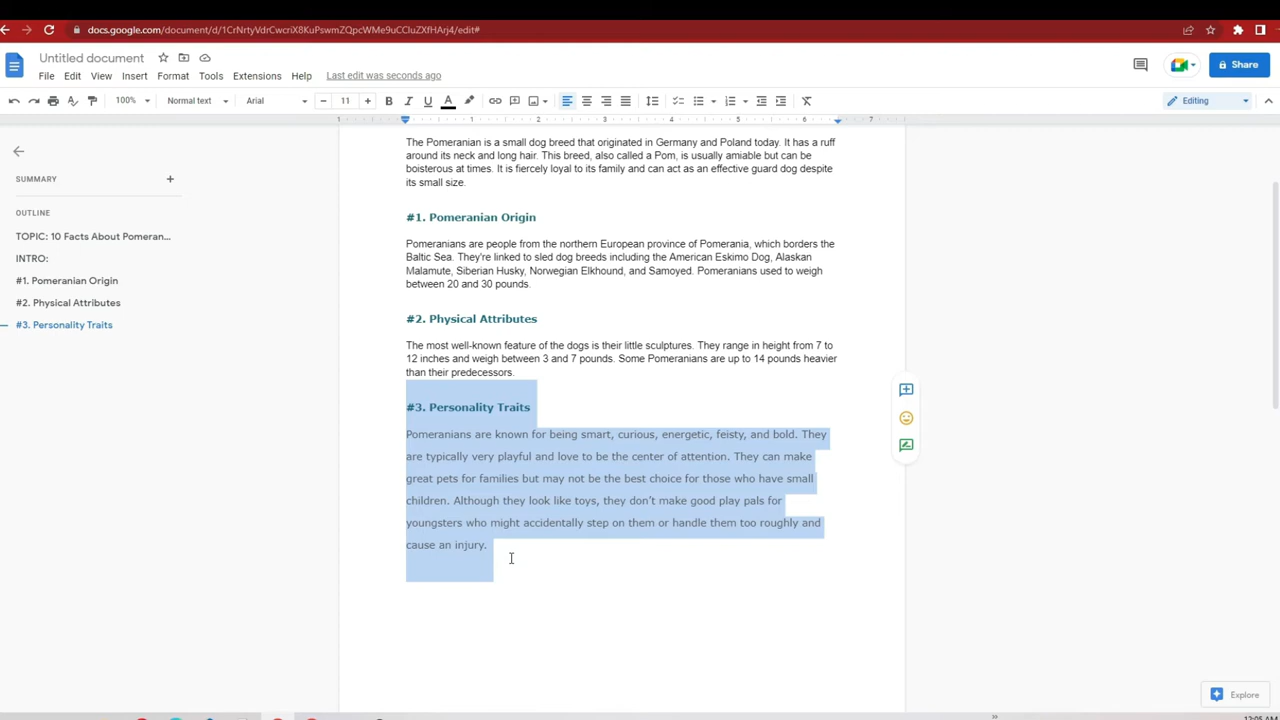 docs.google.com/document/d/1CrNrtyVdrCwcriX8KuPswmZQpcWMe9uCCIuZXfHArj4/edit#
Untitled document
File Edit View Insert Format Tools Extensions Help Last edit was seconds ago
Share
100% Normal text Arial 11 B I U A
Editing
1 1 2 3 4 5 6 7
SUMMARY
OUTLINE
TOPIC: 10 Facts About Pomeran...
INTRO:
#1. Pomeranian Origin
#2. Physical Attributes
#3. Personality Traits
The Pomeranian is a small dog breed that originated in Germany and Poland today. It has a ruff
around its neck and long hair. This breed, also called a Pom, is usually amiable but can be
boisterous at times. It is fiercely loyal to its family and can act as an effective guard dog despite
its small size.
#1. Pomeranian Origin
Pomeranians are people from the northern European province of Pomerania, which borders the
Baltic Sea. They're linked to sled dog breeds including the American Eskimo Dog, Alaskan
Malamute, Siberian Husky, Norwegian Elkhound, and Samoyed. Pomeranians used to weigh
between 20 and 30 pounds.
#2. Physical Attributes
The most well-known feature of the dogs is their little sculptures. They range in height from 7 to
12 inches and weigh between 3 and 7 pounds. Some Pomeranians are up to 14 pounds heavier
than their predecessors.
#3. Personality Traits
Pomeranians are known for being smart, curious, energetic, feisty, and bold. They
are typically very playful and love to be the center of attention. They can make
great pets for families but may not be the best choice for those who have small
children. Although they look like toys, they don't make good play pals for
youngsters who might accidentally step on them or handle them too roughly and
cause an injury.
Explore
12:05 AM